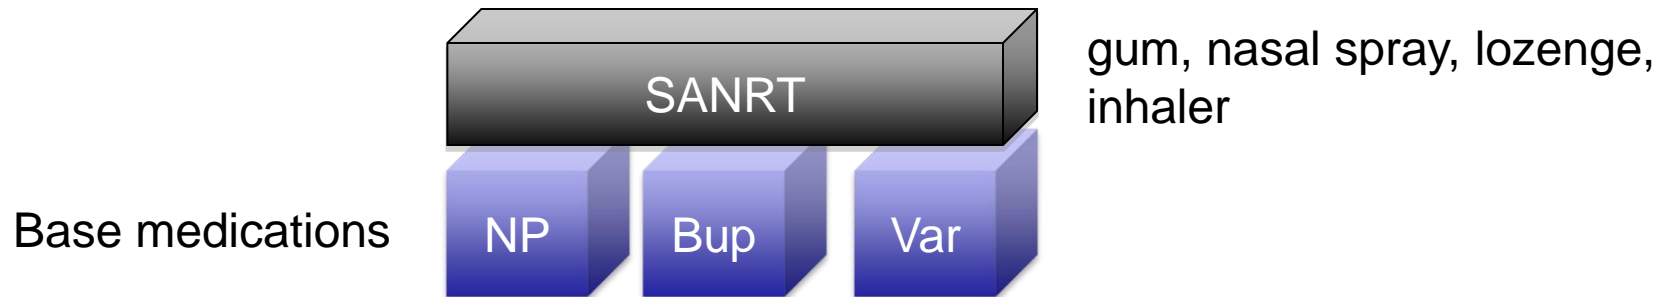 SANRT
gum, nasal spray, lozenge,
inhaler
Base medications
NP
Bup
Var